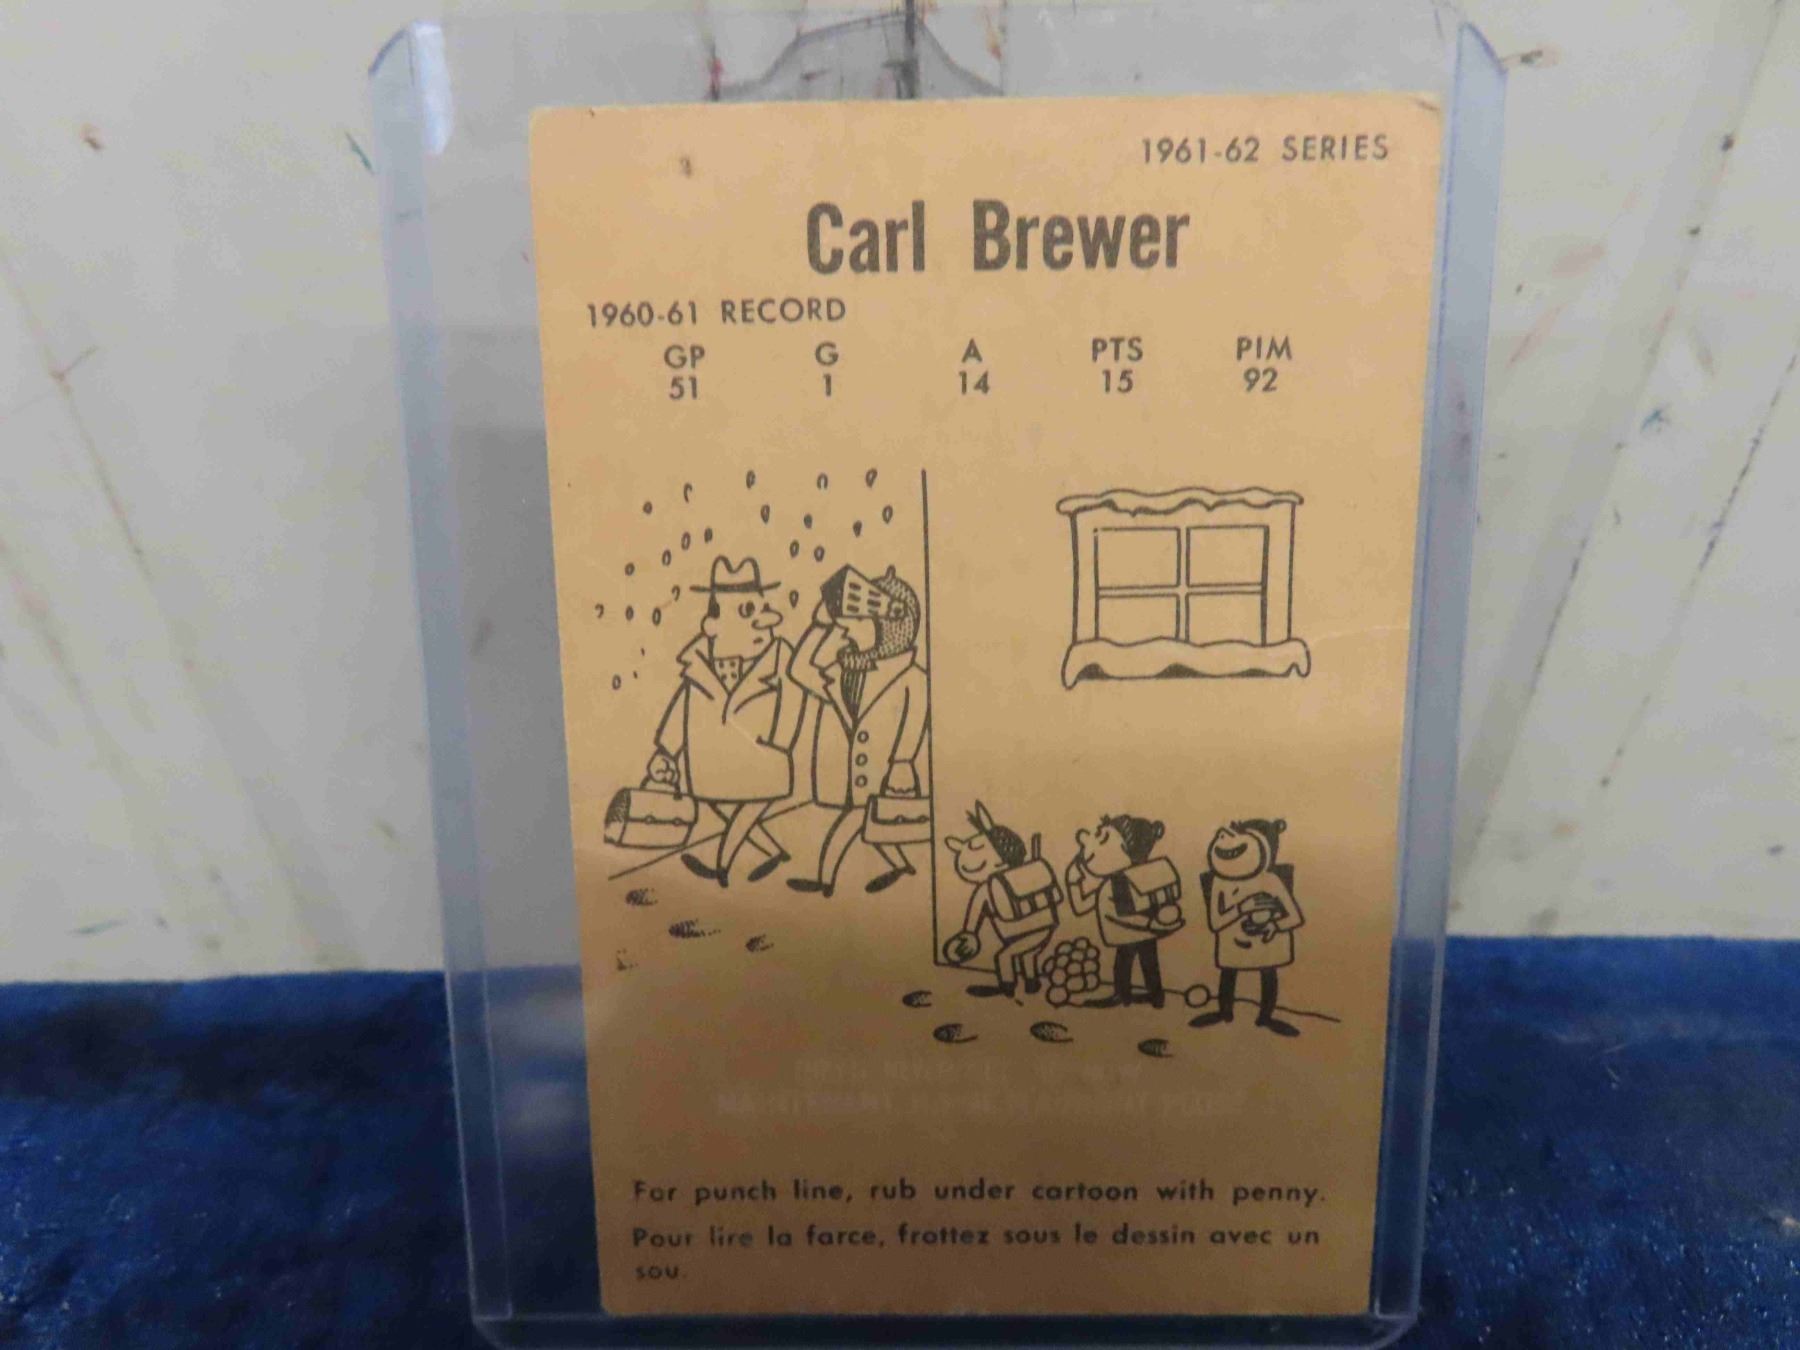 1961-62 SERIES
Carl Brewer
1960-61 RECORD
GP G A PTS PIM
51 1 14 15 92
For punch line, rub under cartoon with penny.
Pour lire la farce, frottez sous le dessin avec un
sou.